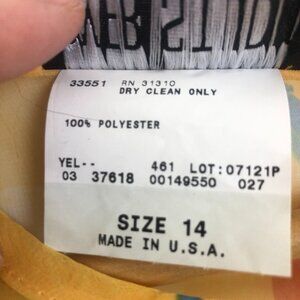 33551 RN 31310
DRY CLEAN ONLY
100% POLYESTER
YEL-- 461 LOT:07121P
03 37618 00149550 027
SIZE 14
MADE IN U.S.A.